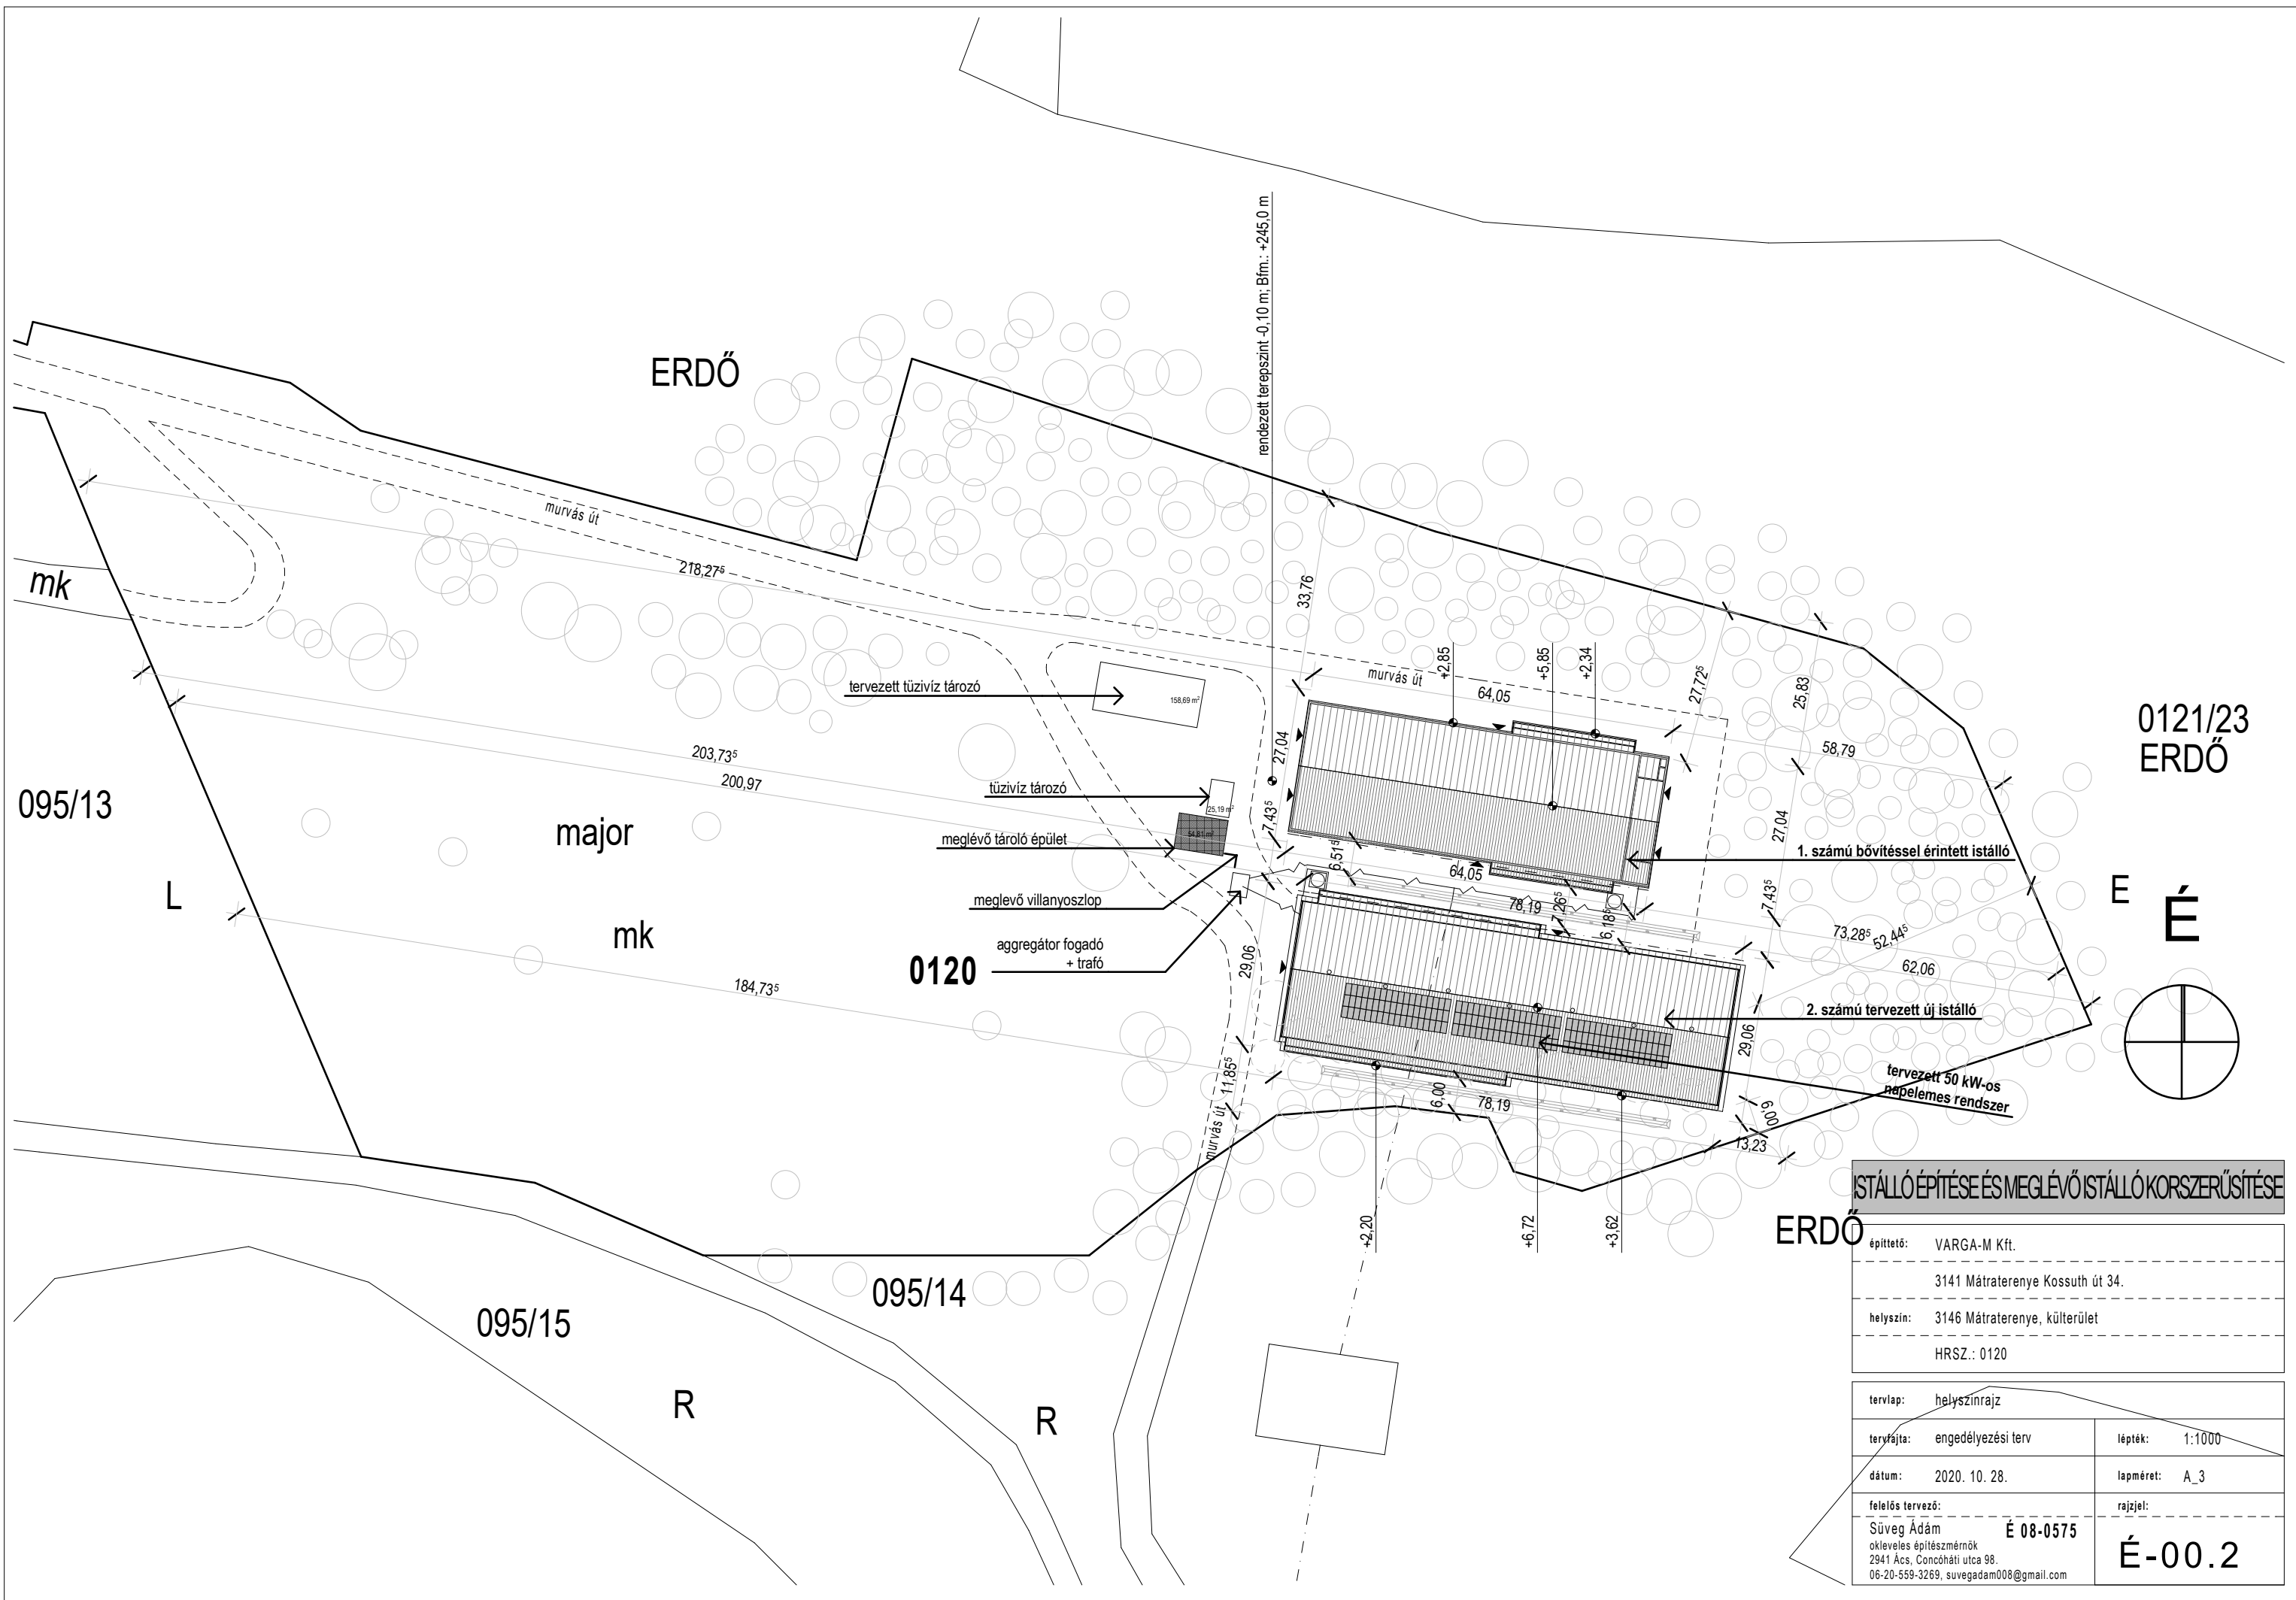 ERDŐ
rendezett terepszint -0,10 m; Bfm.: +245,0 m
murvás út
218,27⁵
mk
33,76
+2,85
+5,85
+2,34
murvás út
64,05
27,72⁵
25,83
58,79
0121/23
ERDŐ
tervezett tüzivíz tározó
158,69 m²
27,04
203,73⁵
200,97
tüzivíz tározó
25,19 m²
7,43⁵
095/13
major
54,81 m²
meglévő tároló épület
6,51⁵
64,05
27,04
1. számú bővítéssel érintett istálló
L
meglevő villanyoszlop
78,19
7,26⁵
6,18⁵
7,43⁵
E
É
mk
aggregátor fogadó
+ trafó
0120
29,06
73,28⁵
52,44⁵
62,06
184,73⁵
2. számú tervezett új istálló
29,06
tervezett 50 kW-os
napelemes rendszer
11,85⁵
murvás út
6,00
78,19
6,00
13,23
+2,20
+6,72
+3,62
ERDŐ
095/14
095/15
R
R
ISTÁLLÓ ÉPÍTÉSE ÉS MEGLÉVŐ ISTÁLLÓ KORSZERŰSÍTÉSE
építtető: VARGA-M Kft.
3141 Mátraterenye Kossuth út 34.
helyszín: 3146 Mátraterenye, külterület
HRSZ.: 0120
tervlap: helyszínrajz
tervfajta: engedélyezési terv
lépték: 1:1000
dátum: 2020. 10. 28.
lapméret: A_3
felelős tervező:
rajzjel:
Süveg Ádám É 08-0575
okleveles építészmérnök
2941 Ács, Concóháti utca 98.
06-20-559-3269, suvegadam008@gmail.com
É-00.2